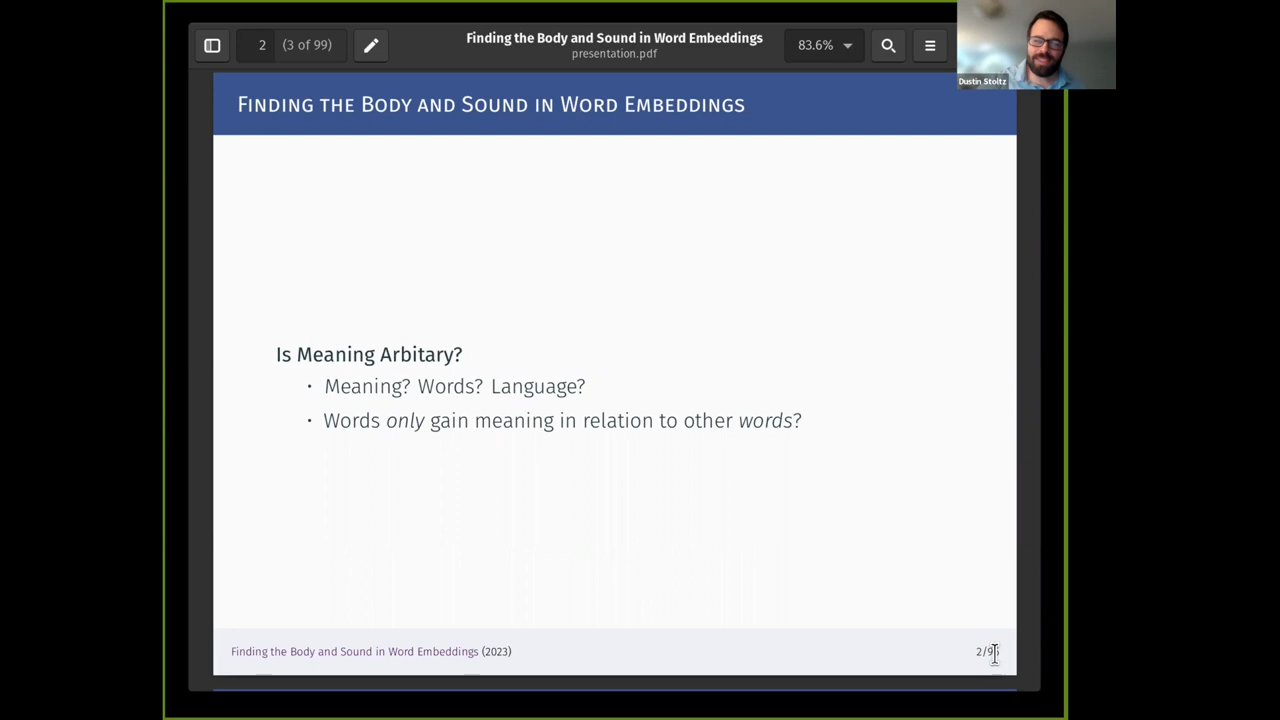 2 (3 of 99)
Finding the Body and Sound in Word Embeddings
presentation.pdf
83.6%
Dustin Stoltz
Finding the Body and Sound in Word Embeddings
Is Meaning Arbitary?
• Meaning? Words? Language?
• Words only gain meaning in relation to other words?
Finding the Body and Sound in Word Embeddings (2023)